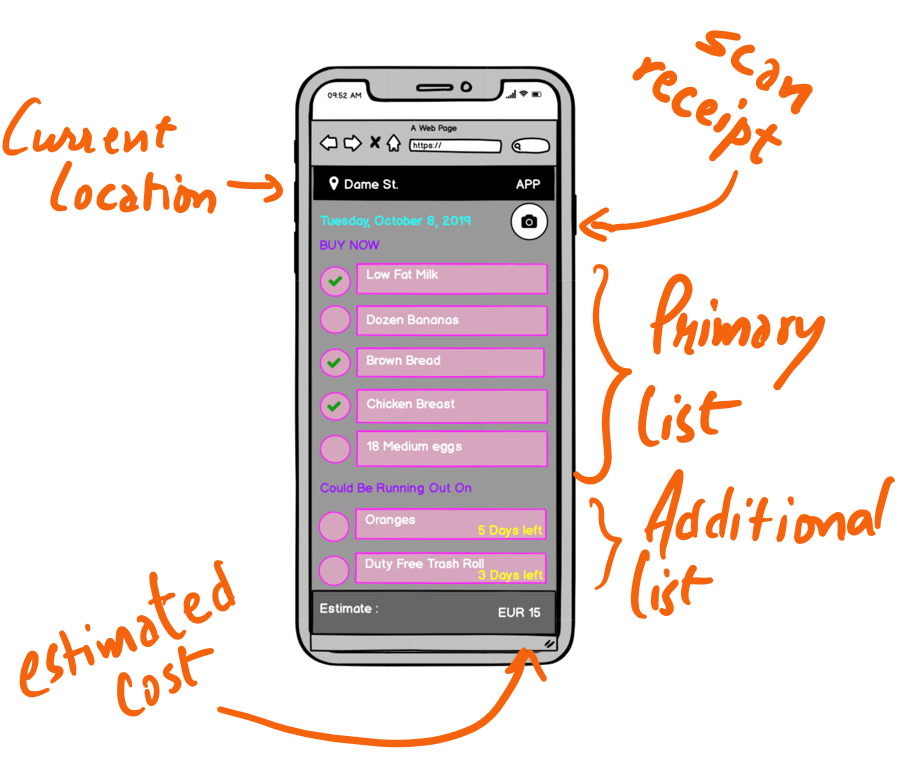 scan
receipt
09:52 AM
A Web Page
https://
Current
Location
Dame St.
APP
Tuesday, October 8, 2019
BUY NOW
Low Fat Milk
Dozen Bananas
Brown Bread
Chicken Breast
18 Medium eggs
Primary
list
Could Be Running Out On
Oranges
5 Days left
Duty Free Trash Roll
3 Days left
Additional
list
Estimate :
EUR 15
estimated
cost